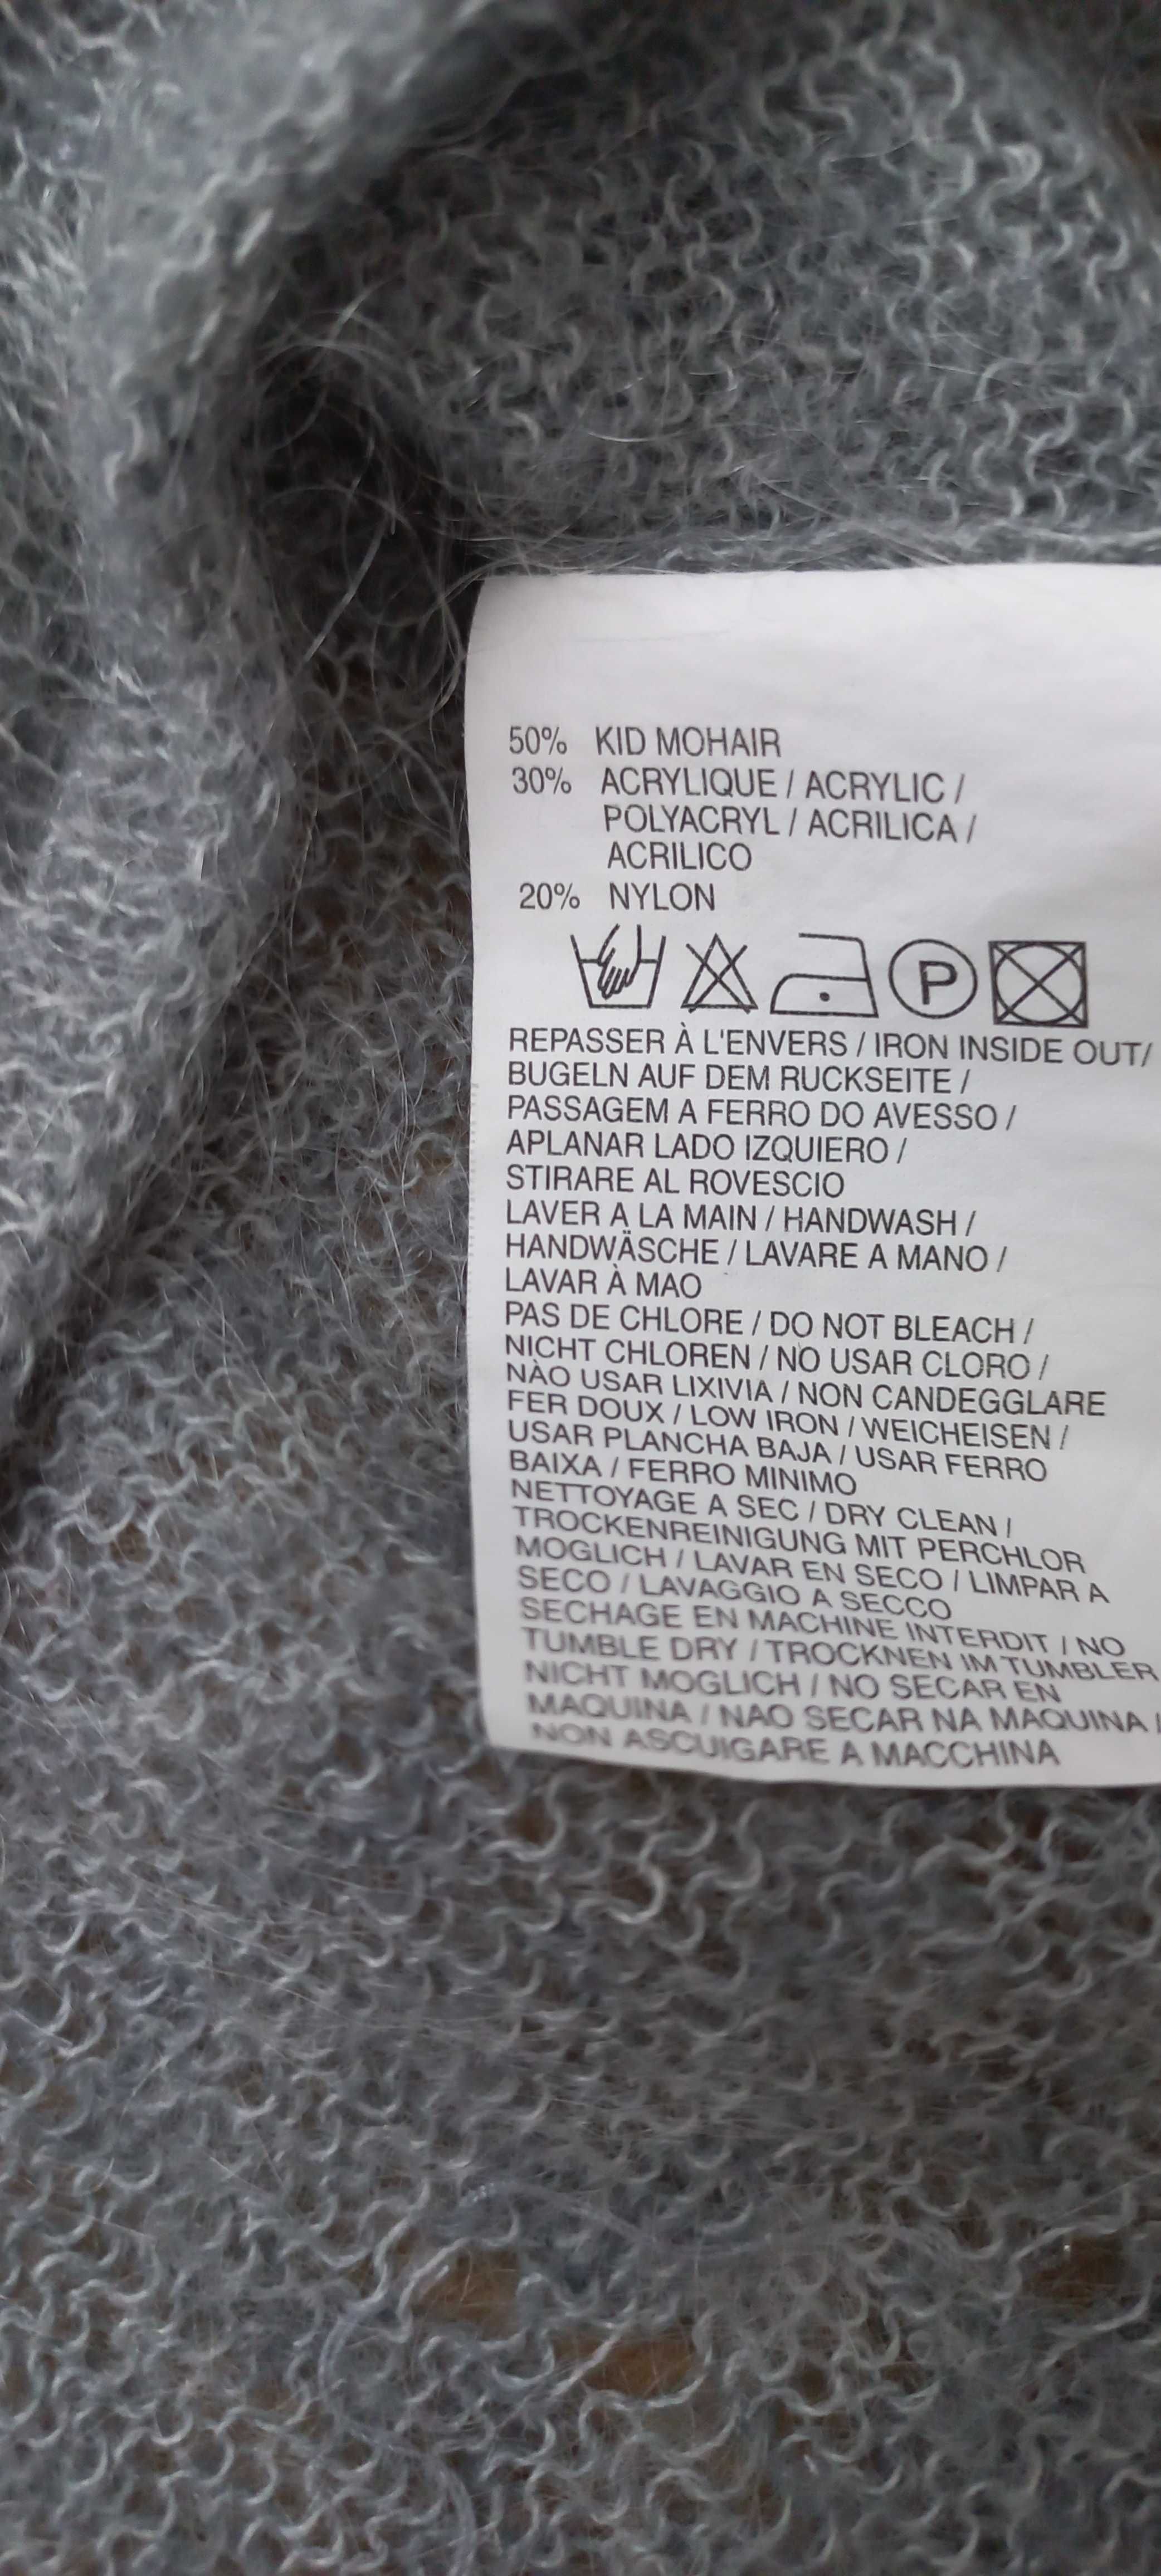 50% KID MOHAIR
30% ACRYLIQUE / ACRYLIC /
POLYACRYL / ACRILICA /
ACRILICO
20% NYLON
P
REPASSER À L'ENVERS / IRON INSIDE OUT/
BUGELN AUF DEM RUCKSEITE /
PASSAGEM A FERRO DO AVESSO /
APLANAR LADO IZQUIERO /
STIRARE AL ROVESCIO
LAVER A LA MAIN / HANDWASH /
HANDWÄSCHE / LAVARE A MANO /
LAVAR À MAO
PAS DE CHLORE / DO NOT BLEACH /
NICHT CHLOREN / NO USAR CLORO /
NÀO USAR LIXIVIA / NON CANDEGGLARE
FER DOUX / LOW IRON / WEICHEISEN /
USAR PLANCHA BAJA / USAR FERRO
BAIXA / FERRO MINIMO
NETTOYAGE A SEC / DRY CLEAN /
TROCKENREINIGUNG MIT PERCHLOR
MOGLICH / LAVAR EN SECO / LIMPAR A
SECO / LAVAGGIO A SECCO
SECHAGE EN MACHINE INTERDIT / NO
TUMBLE DRY / TROCKNEN IM TUMBLER
NICHT MOGLICH / NO SECAR EN
MAQUINA / NAO SECAR NA MAQUINA /
NON ASCUIGARE A MACCHINA